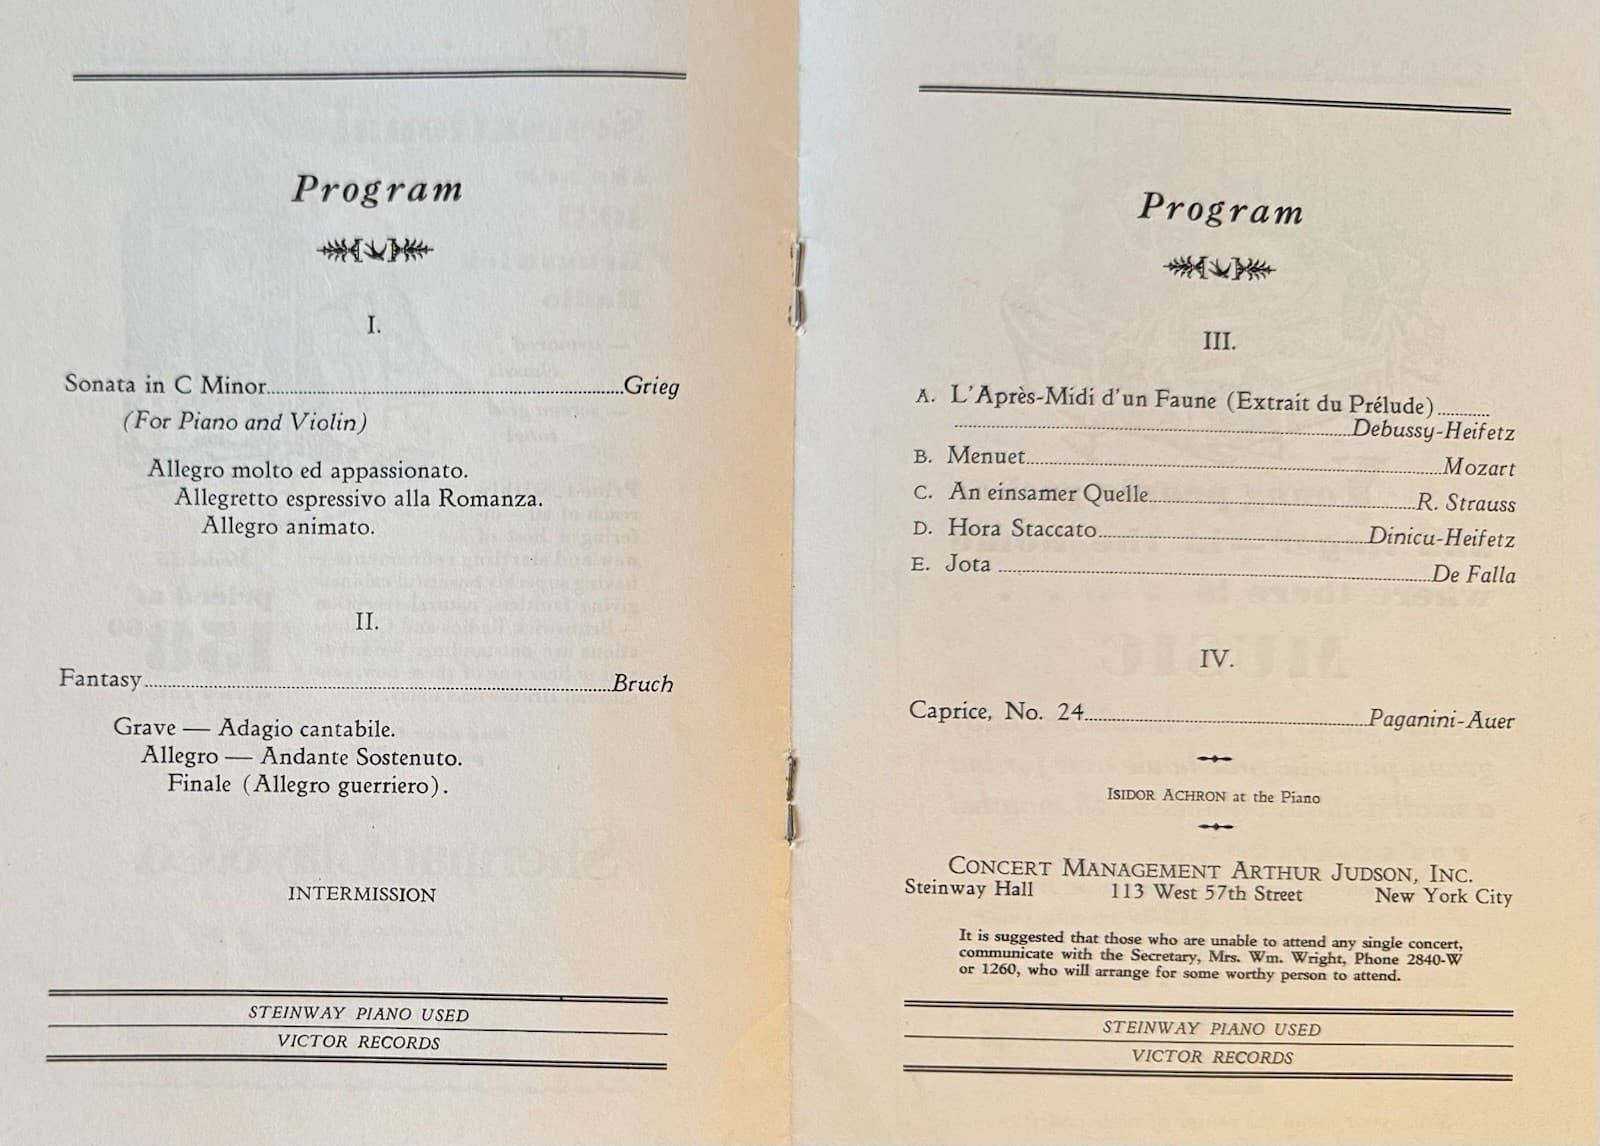 Program
I.
Sonata in C Minor..........Grieg
(For Piano and Violin)
Allegro molto ed appassionato.
Allegretto espressivo alla Romanza.
Allegro animato.
II.
Fantasy..........Bruch
Grave — Adagio cantabile.
Allegro — Andante Sostenuto.
Finale (Allegro guerriero).
INTERMISSION
STEINWAY PIANO USED
VICTOR RECORDS
Program
III.
A. L'Après-Midi d'un Faune (Extrait du Prélude)..........
..........Debussy-Heifetz
B. Menuet..........Mozart
C. An einsamer Quelle..........R. Strauss
D. Hora Staccato..........Dinicu-Heifetz
E. Jota ..........De Falla
IV.
Caprice, No. 24..........Paganini-Auer
ISIDOR ACHRON at the Piano
CONCERT MANAGEMENT ARTHUR JUDSON, INC.
Steinway Hall 113 West 57th Street New York City
It is suggested that those who are unable to attend any single concert,
communicate with the Secretary, Mrs. Wm. Wright, Phone 2840-W
or 1260, who will arrange for some worthy person to attend.
STEINWAY PIANO USED
VICTOR RECORDS